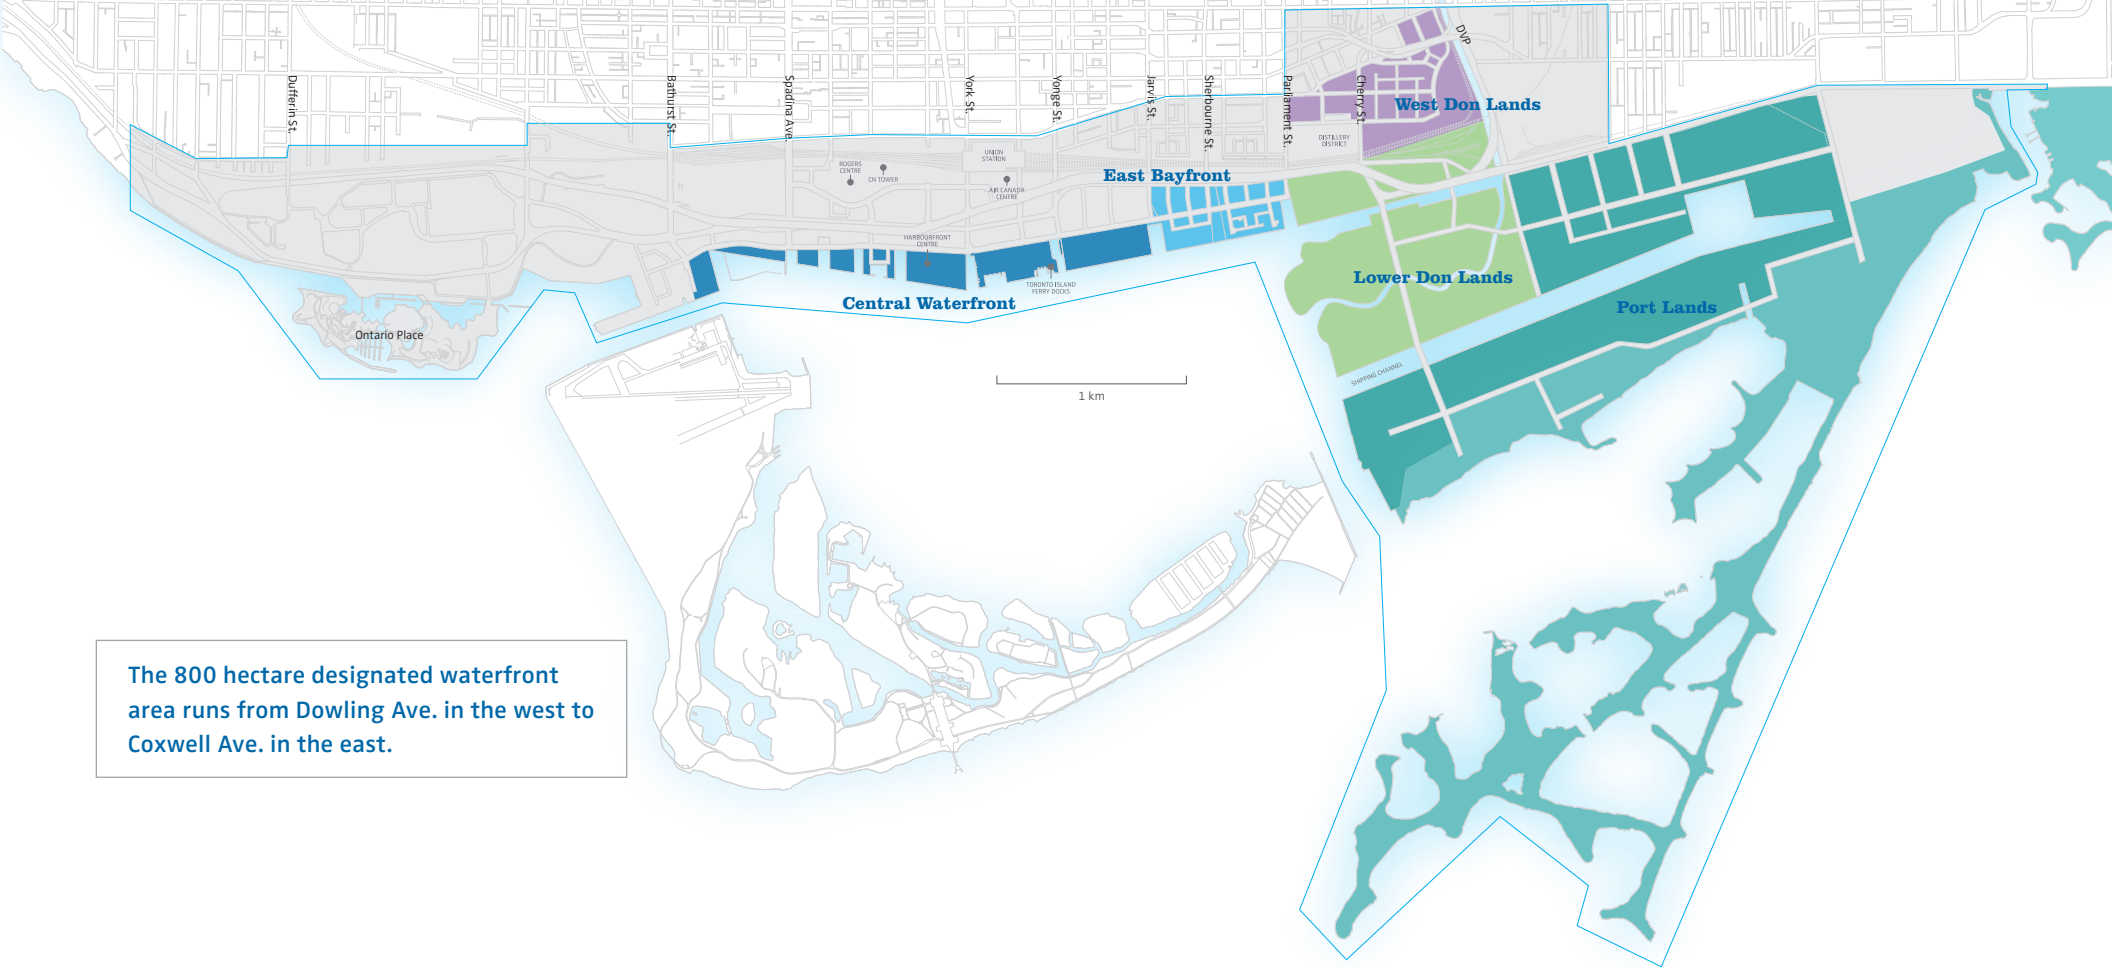 DVP
Dufferin St.
Bathurst St.
Spadina Ave.
York St.
Yonge St.
Jarvis St.
Sherbourne St.
Parliament St.
Cherry St.
West Don Lands
DISTILLERY
DISTRICT
UNION
STATION
ROGERS
CENTRE
CN TOWER
AIR CANADA
CENTRE
East Bayfront
HARBOURFRONT
CENTRE
TORONTO ISLAND
FERRY DOCKS
Central Waterfront
Lower Don Lands
Port Lands
Ontario Place
SHIPPING CHANNEL
1 km
The 800 hectare designated waterfront
area runs from Dowling Ave. in the west to
Coxwell Ave. in the east.